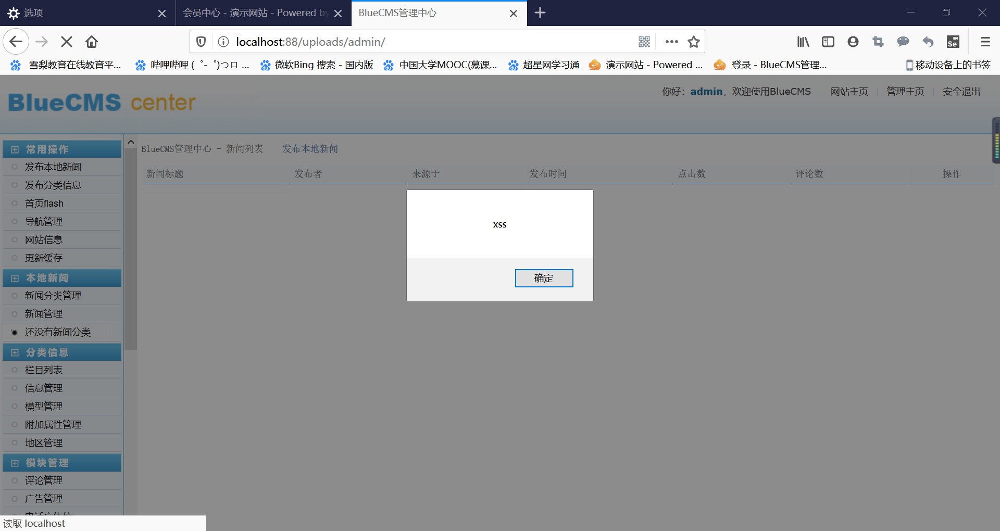 选项
会员中心 - 演示网站 - Powered by
BlueCMS管理中心
localhost:88/uploads/admin/
雪梨教育在线教育平... 哔哩哔哩 ( ゜- ゜)つロ ... 微软Bing 搜索 - 国内版 中国大学MOOC(慕课... 超星网学习通 演示网站 - Powered ... 登录 - BlueCMS管理... 移动设备上的书签
BlueCMS center
你好：admin，欢迎使用BlueCMS 网站主页 | 管理主页 | 安全退出
常用操作
发布本地新闻
发布分类信息
首页flash
导航管理
网站信息
更新缓存
本地新闻
新闻分类管理
新闻管理
还没有新闻分类
分类信息
栏目列表
信息管理
模型管理
附加属性管理
地区管理
模块管理
评论管理
广告管理
BlueCMS管理中心 - 新闻列表 发布本地新闻
新闻标题 发布者 来源于 发布时间 点击数 评论数 操作
xss
确定
读取 localhost